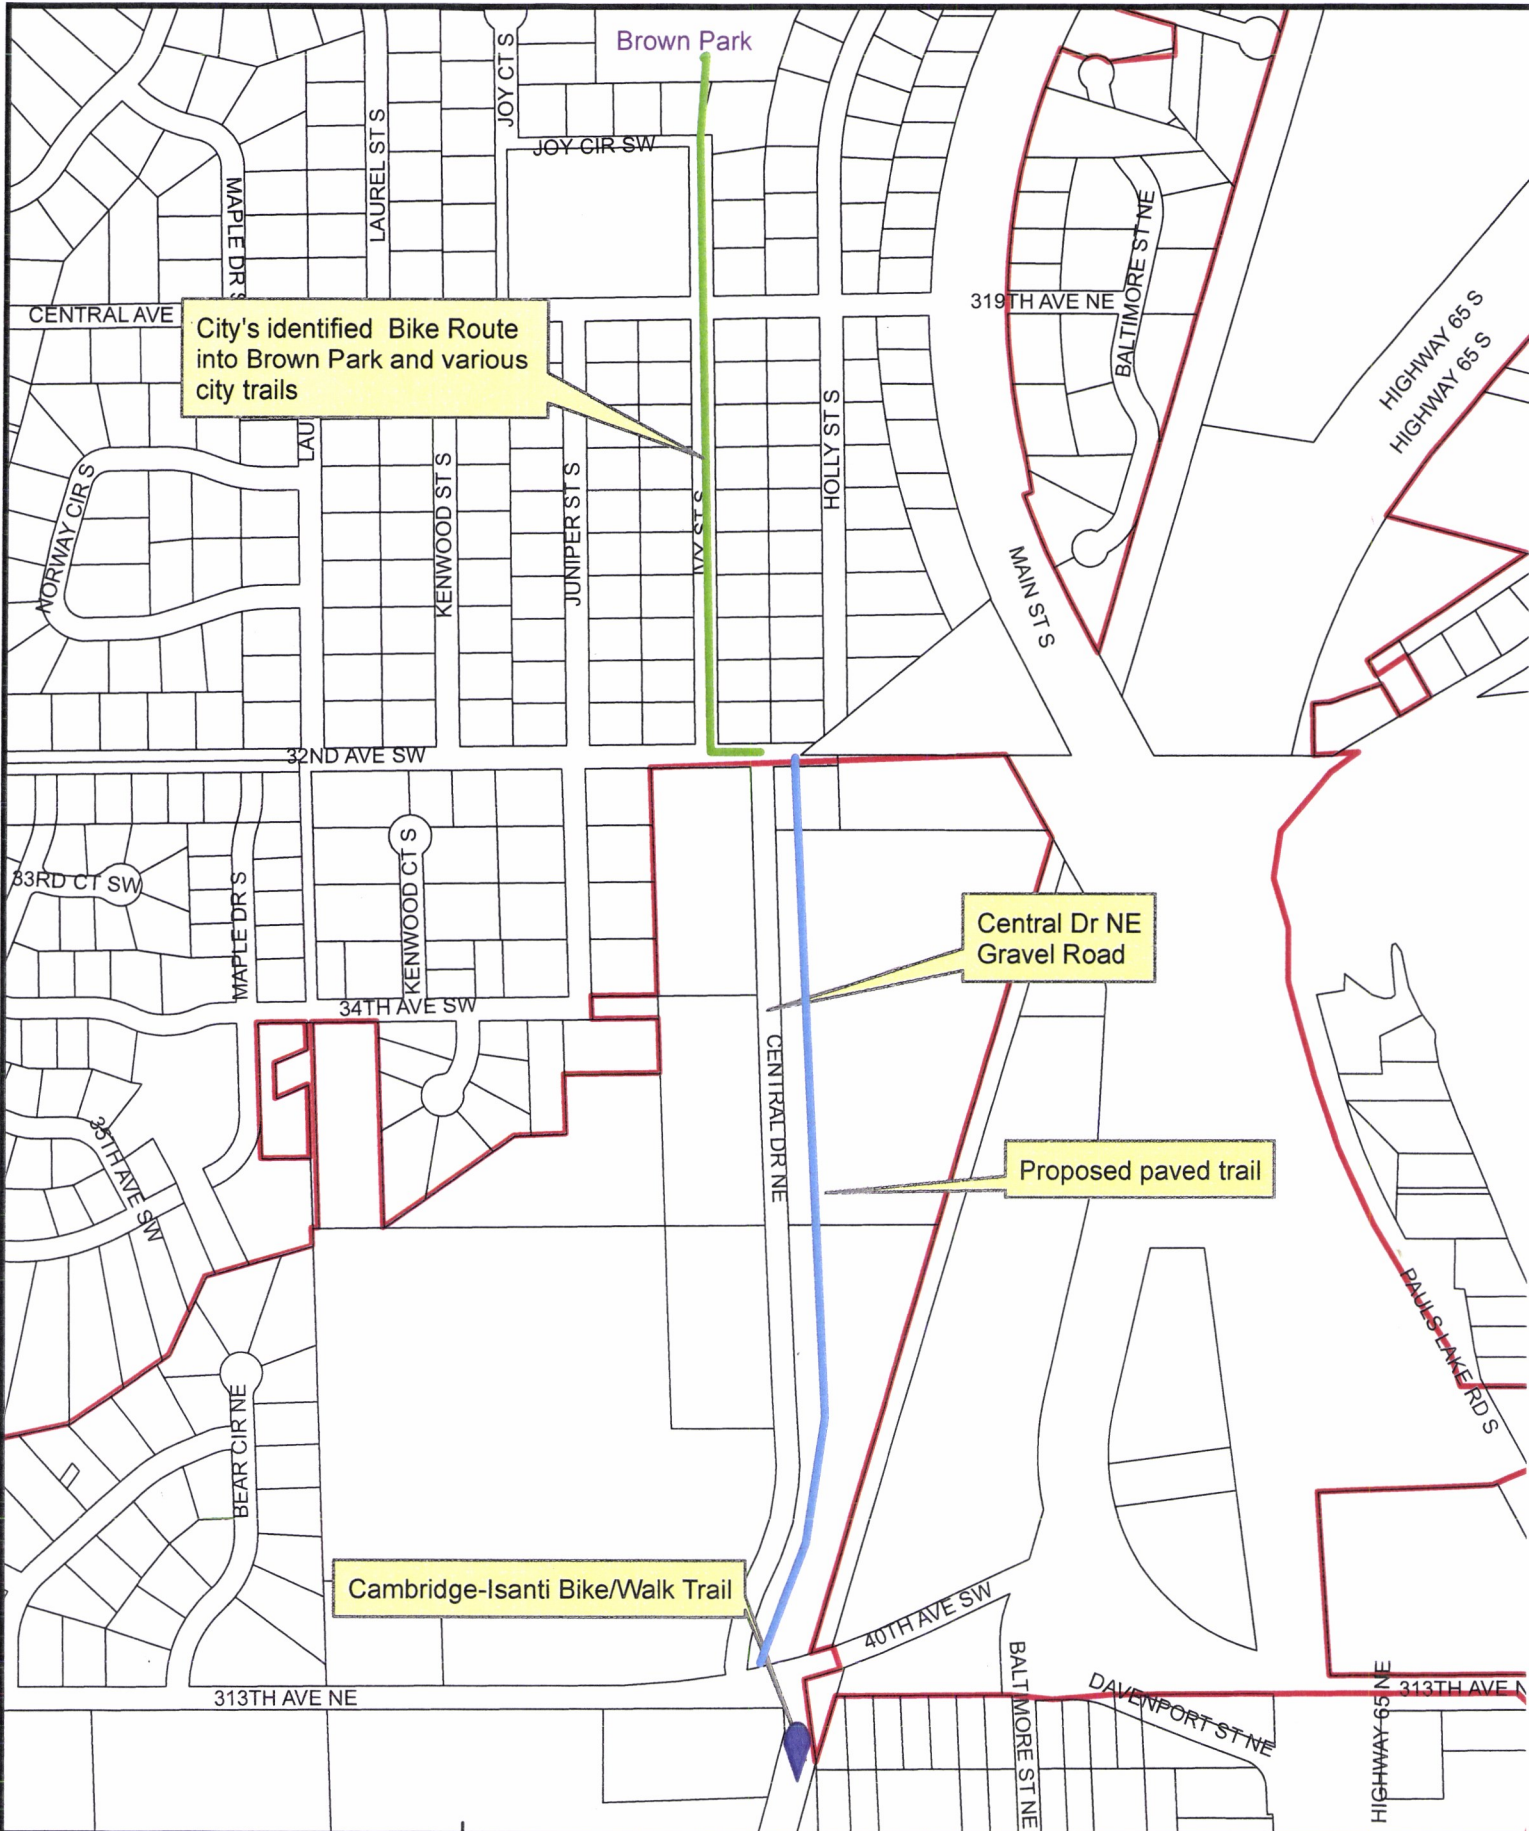 Brown Park
JOY CT S
LAUREL ST S
JOY CIR SW
MAPLE DR S
BALTIMORE ST NE
CENTRAL AVE
319TH AVE NE
City's identified Bike Route
into Brown Park and various
city trails
HIGHWAY 65 S
HIGHWAY 65 S
LAU
HOLLY ST S
NORWAY CIR S
KENWOOD ST S
JUNIPER ST S
IVY ST S
MAIN ST S
32ND AVE SW
33RD CT SW
MAPLE DR S
KENWOOD CT S
Central Dr NE
Gravel Road
34TH AVE SW
CENTRAL DR NE
35TH AVE SW
Proposed paved trail
PAULS LAKE RD S
BEAR CIR NE
Cambridge-Isanti Bike/Walk Trail
40TH AVE SW
BALTIMORE ST NE
DAVENPORT ST NE
HIGHWAY 65 NE
313TH AVE NE
313TH AVE N